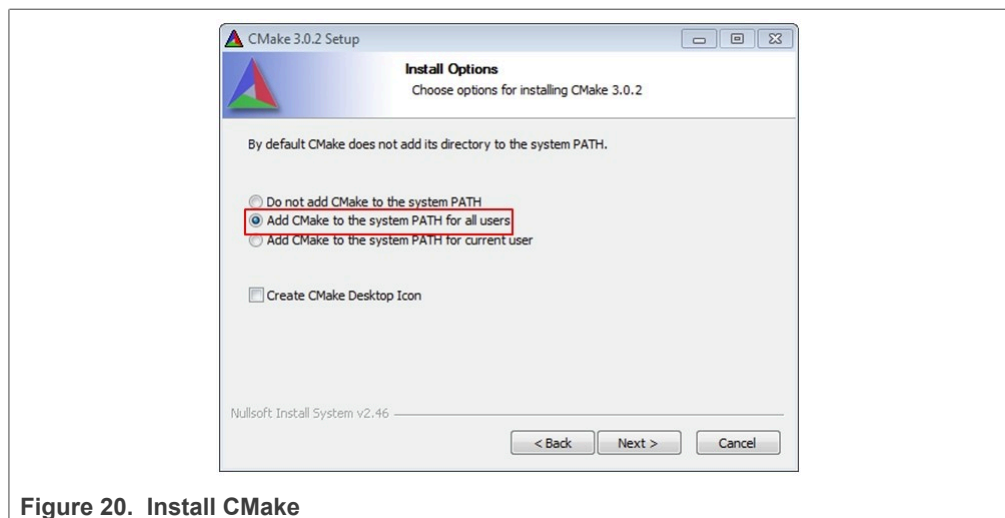 CMake 3.0.2 Setup
Install Options
Choose options for installing CMake 3.0.2
By default CMake does not add its directory to the system PATH.
Do not add CMake to the system PATH
Add CMake to the system PATH for all users
Add CMake to the system PATH for current user
Create CMake Desktop Icon
Nullsoft Install System v2.46
< Back Next > Cancel
Figure 20. Install CMake